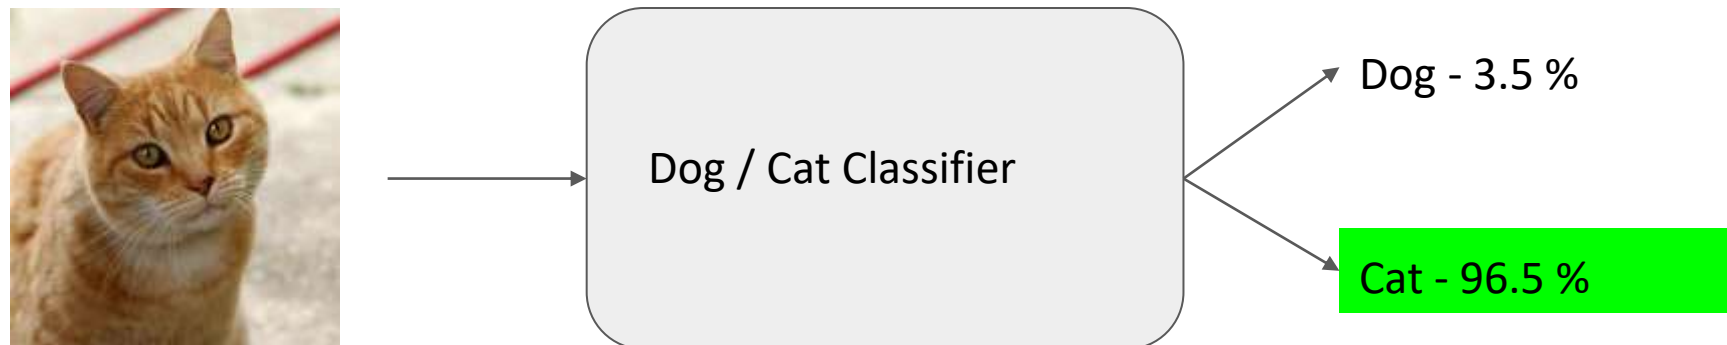 Dog - 3.5 %
Dog / Cat Classifier
Cat - 96.5 %